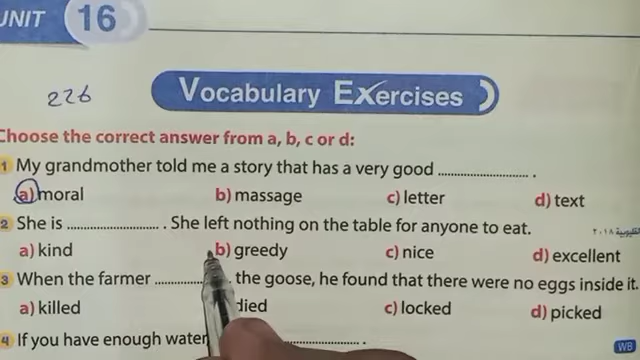 UNIT 16
226
Vocabulary Exercises
Choose the correct answer from a, b, c or d:
1 My grandmother told me a story that has a very good ............................ .
a) moral b) massage c) letter d) text
2 She is ............................ . She left nothing on the table for anyone to eat.
القليوبية ٢٠١٨
a) kind b) greedy c) nice d) excellent
3 When the farmer ............... the goose, he found that there were no eggs inside it.
a) killed died c) locked d) picked
4 If you have enough water ...................... .
WB